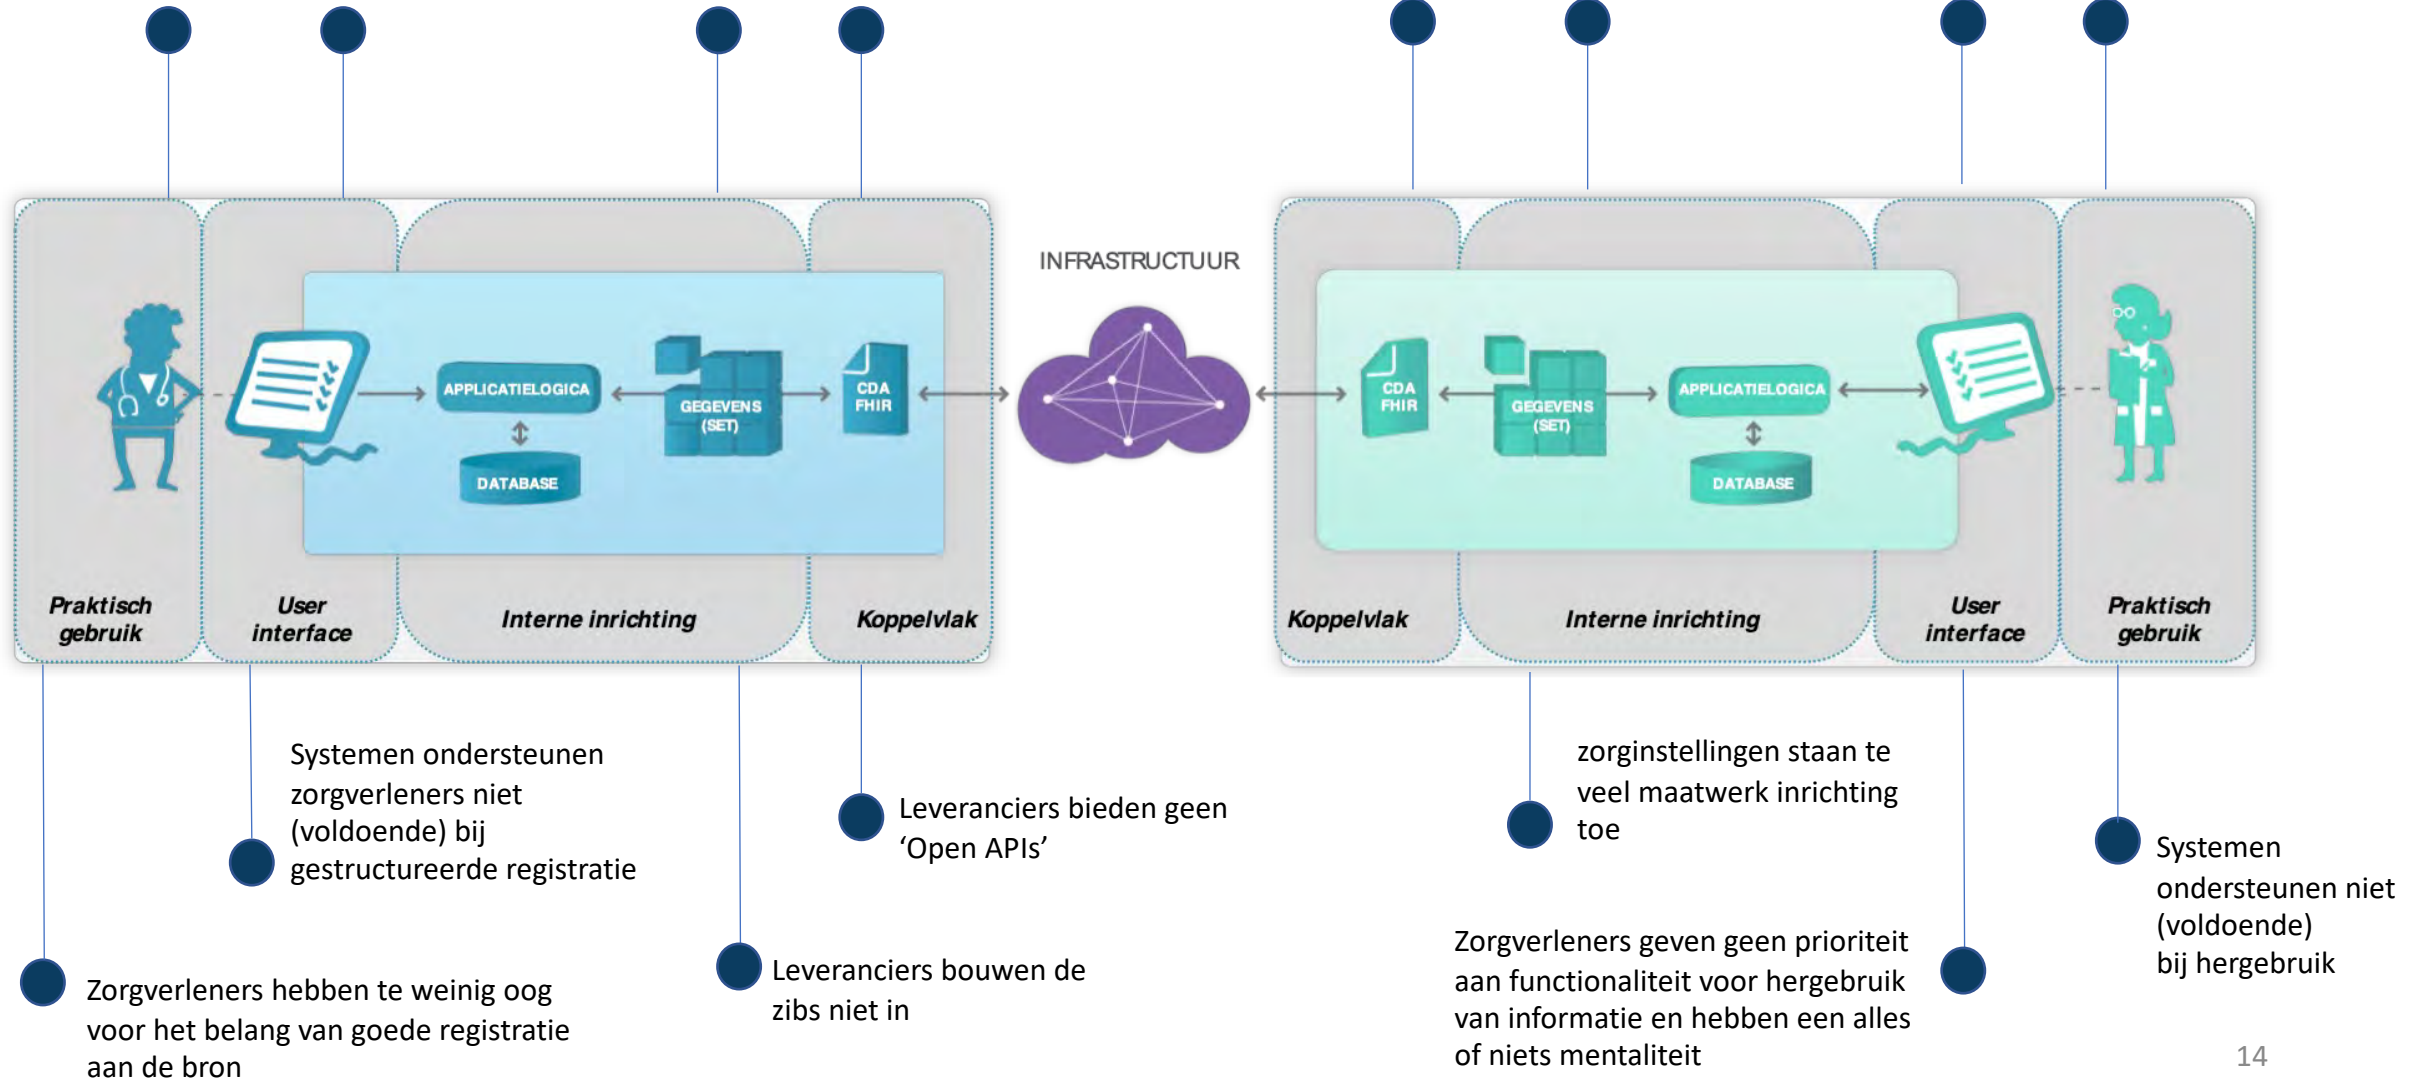 INFRASTRUCTUUR
APPLICATIELOGICA
DATABASE
GEGEVENS
(SET)
CDA
FHIR
CDA
FHIR
GEGEVENS
(SET)
APPLICATIELOGICA
DATABASE
Praktisch
gebruik
User
interface
Interne inrichting
Koppelvlak
Koppelvlak
Interne inrichting
User
interface
Praktisch
gebruik
Systemen ondersteunen
zorgverleners niet
(voldoende) bij
gestructureerde registratie
Leveranciers bieden geen
‘Open APIs’
zorginstellingen staan te
veel maatwerk inrichting
toe
Systemen
ondersteunen niet
(voldoende)
bij hergebruik
Zorgverleners hebben te weinig oog
voor het belang van goede registratie
aan de bron
Leveranciers bouwen de
zibs niet in
Zorgverleners geven geen prioriteit
aan functionaliteit voor hergebruik
van informatie en hebben een alles
of niets mentaliteit
14